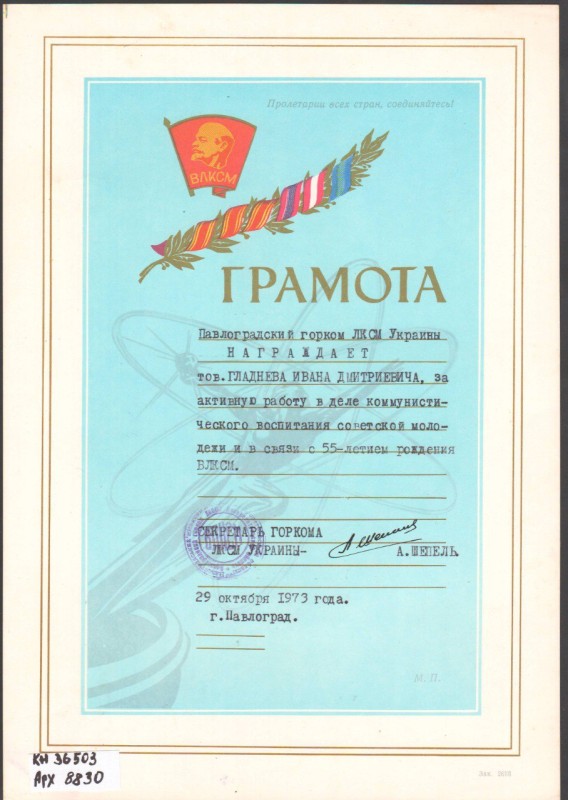 Пролетарии всех стран, соединяйтесь!
ВЛКСМ
ГРАМОТА
Павлоградский горком ЛКСМ Украины
НАГРАЖДАЕТ
тов.ГЛАДНЕВА ИВАНА ДМИТРИЕВИЧА, за
активную работу в деле коммунисти-
ческого воспитания советской моло-
дежи и в связи с 55-летием рождения
ВЛКСМ.
СЕКРЕТАРЬ ГОРКОМА
ЛКСМ УКРАИНЫ-
А.ШЕПЕЛЬ
29 октября 1973 года.
г.Павлоград.
М. П.
КН 36503
Арх 8830